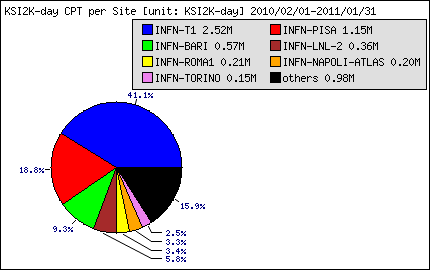 KSI2K-day CPT per Site [unit: KSI2K-day] 2010/02/01-2011/01/31
INFN-T1 2.52M INFN-PISA 1.15M
INFN-BARI 0.57M INFN-LNL-2 0.36M
INFN-ROMA1 0.21M INFN-NAPOLI-ATLAS 0.20M
INFN-TORINO 0.15M others 0.98M
41.1%
18.8%
15.9%
9.3%
2.5%
3.3%
3.4%
5.8%